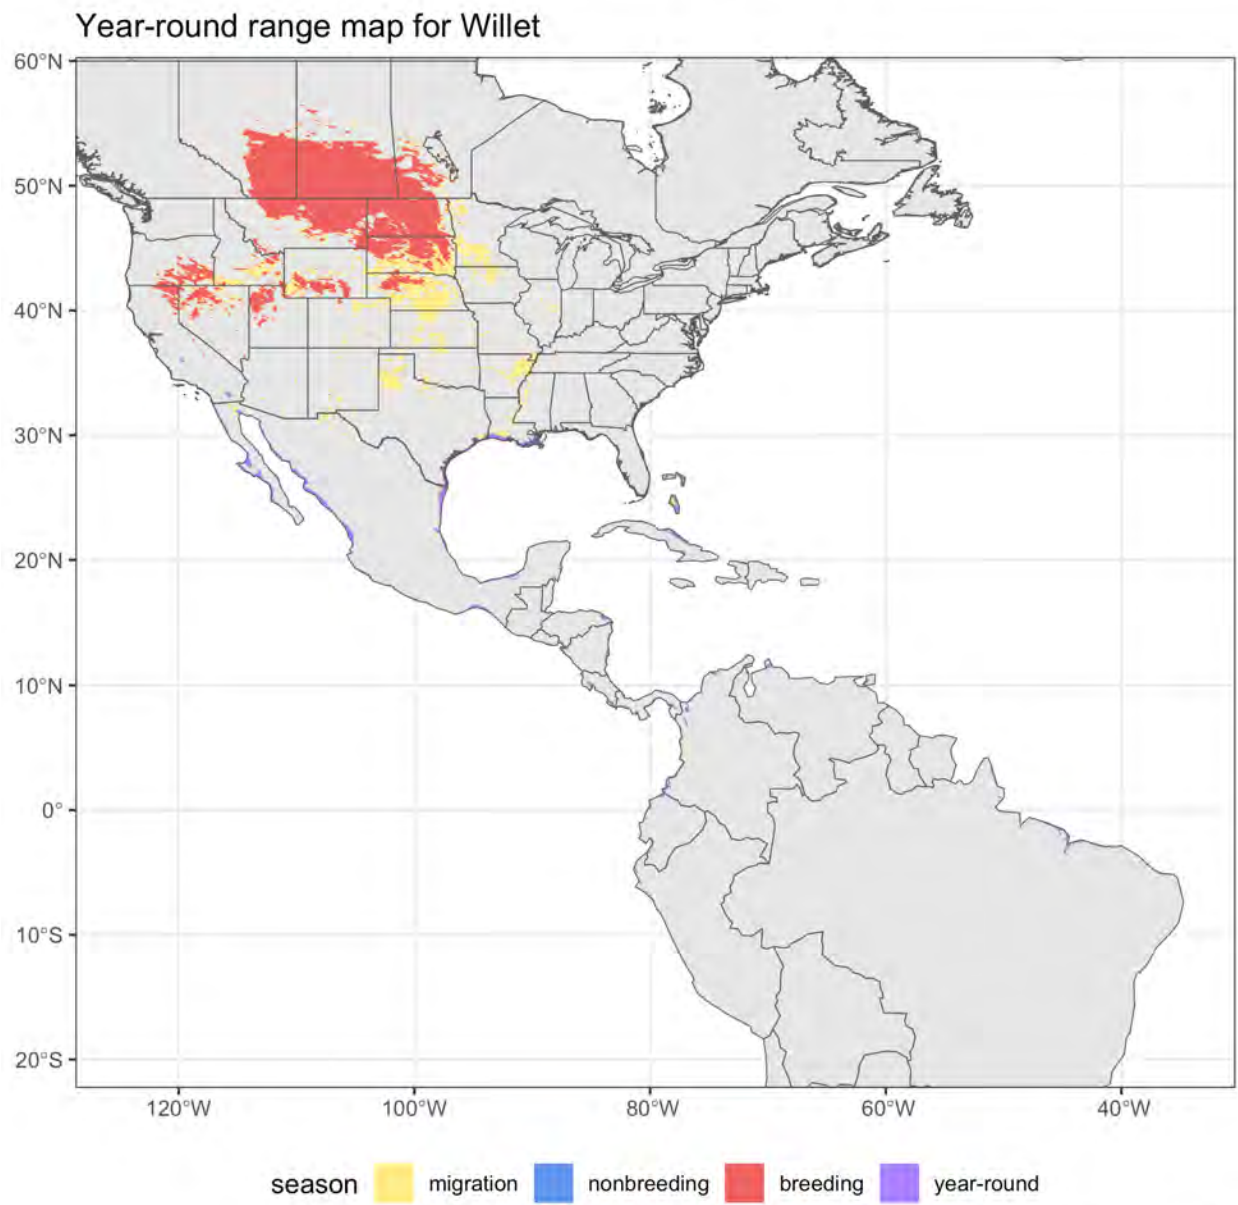 Year-round range map for Willet
60°N
50°N
40°N
30°N
20°N
10°N
0°
10°S
20°S
120°W 100°W 80°W 60°W 40°W
season migration nonbreeding breeding year-round